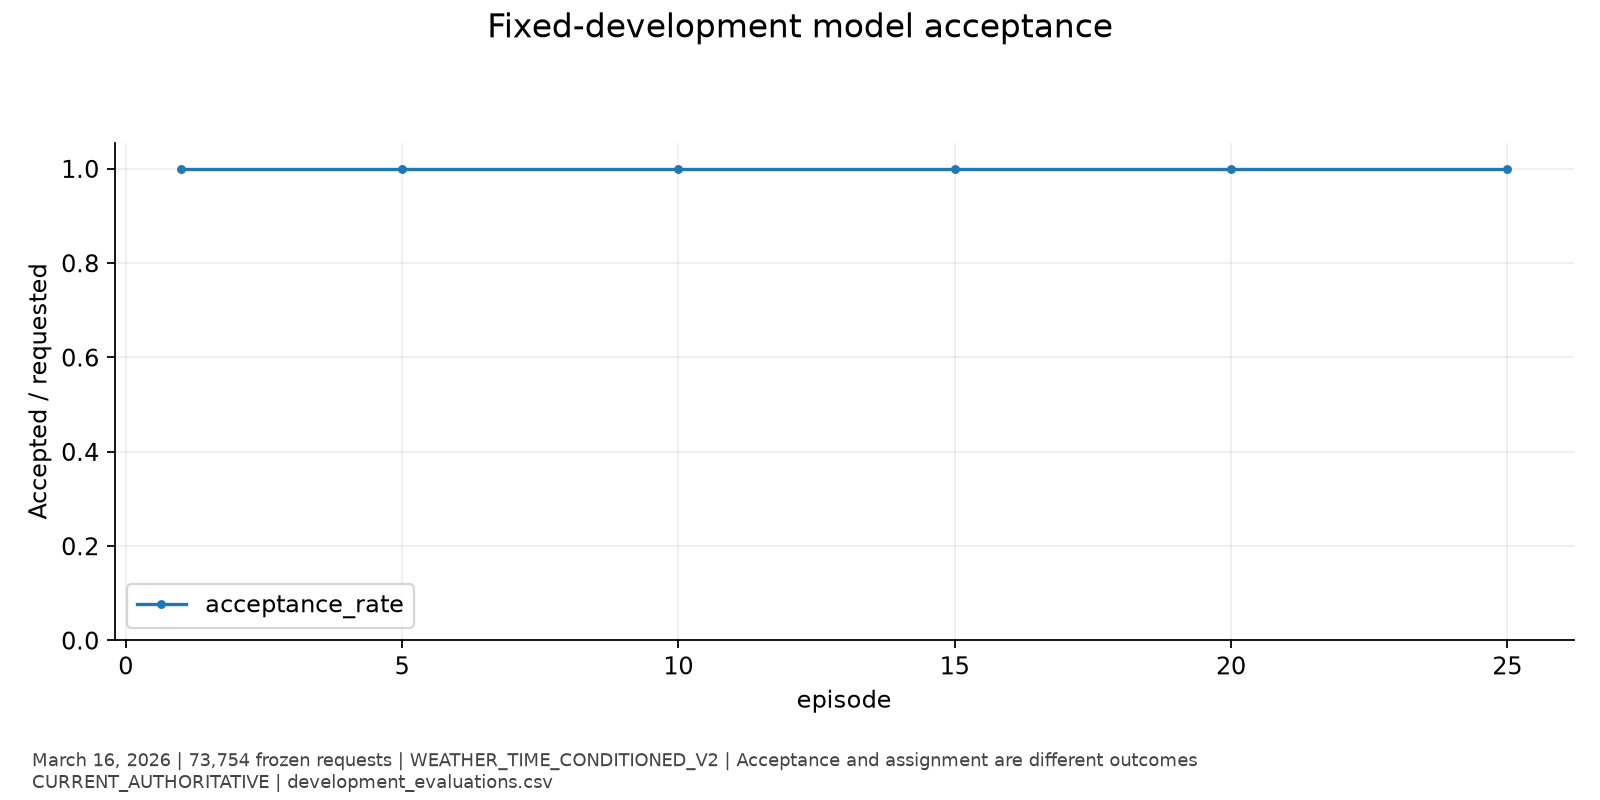 Fixed-development model acceptance
1.0
0.8
0.6
0.4
0.2
0.0
Accepted / requested
acceptance_rate
0 5 10 15 20 25
episode
March 16, 2026 | 73,754 frozen requests | WEATHER_TIME_CONDITIONED_V2 | Acceptance and assignment are different outcomes
CURRENT_AUTHORITATIVE | development_evaluations.csv